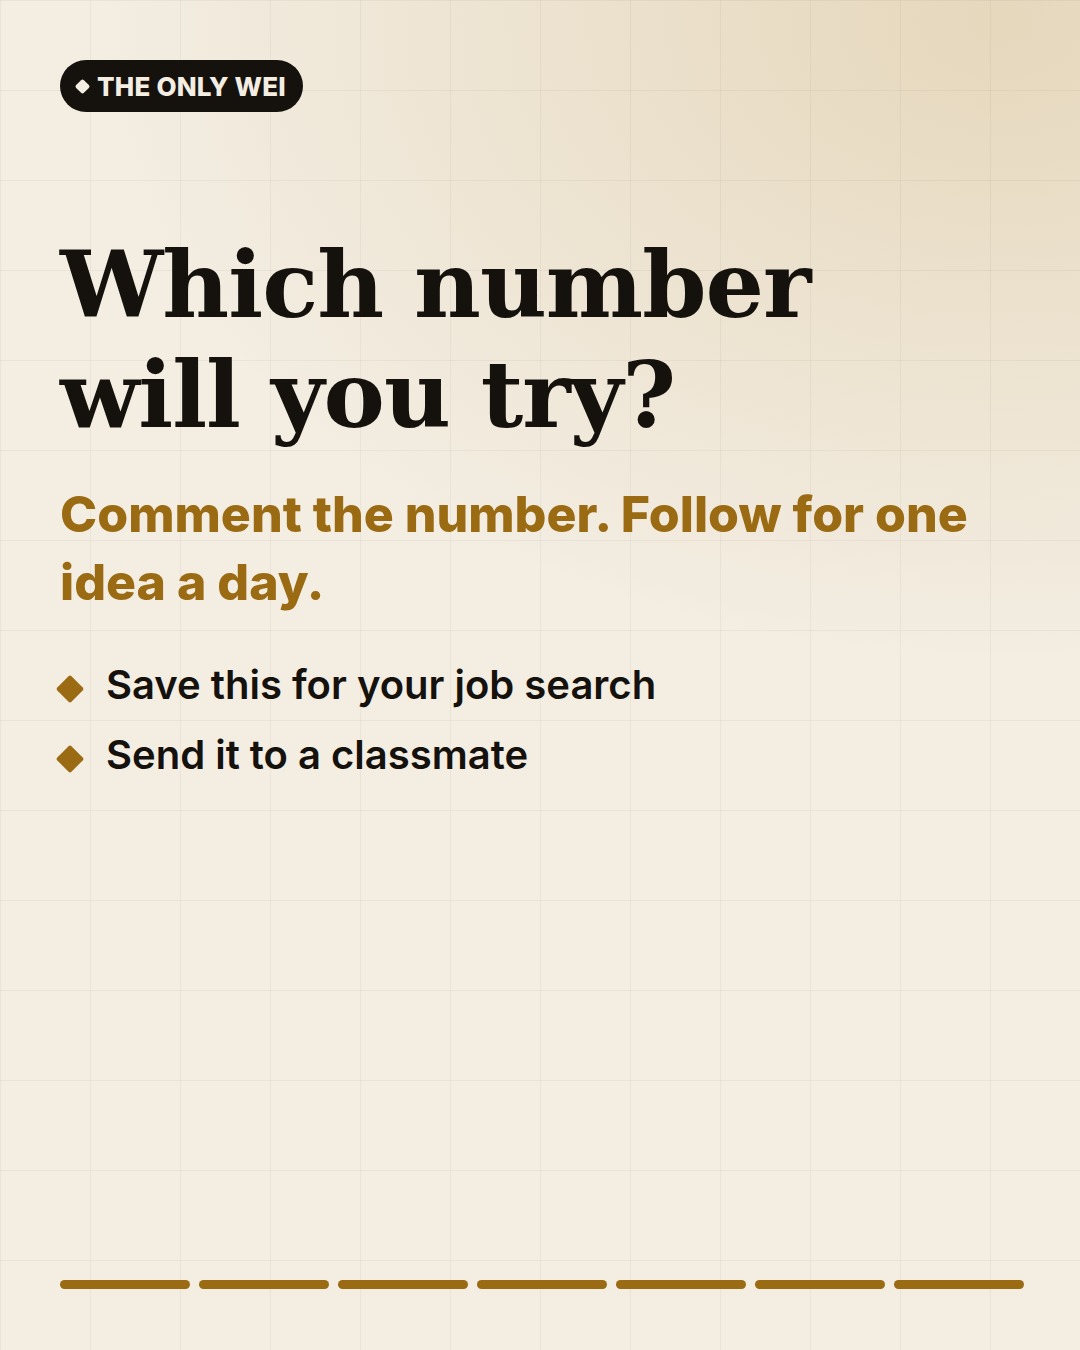 THE ONLY WEI
Which number
will you try?
Comment the number. Follow for one
idea a day.
Save this for your job search
Send it to a classmate